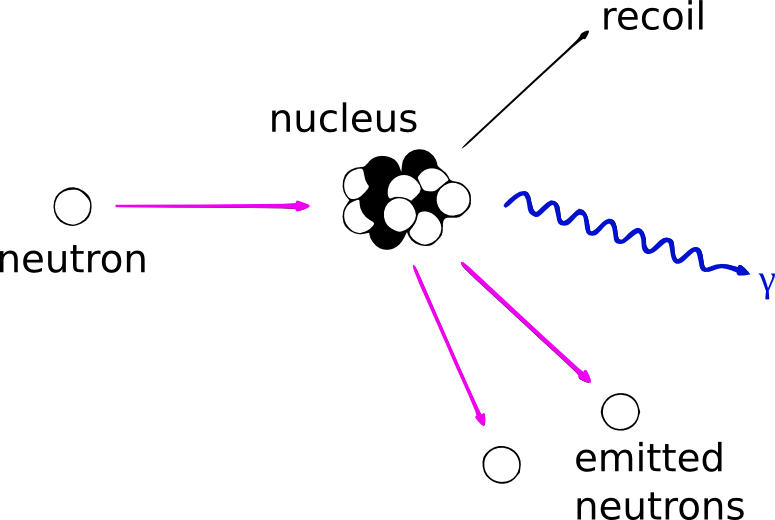 recoil
nucleus
neutron
γ
emitted
neutrons